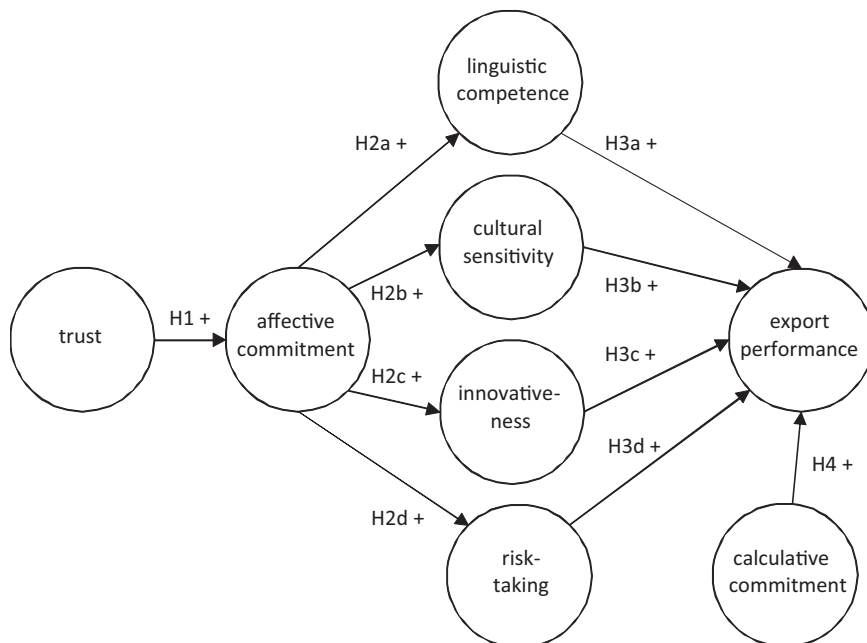 linguistic
competence
H2a +
H3a +
cultural
sensitivity
H2b +
H3b +
trust
H1 +
affective
commitment
export
performance
H2c +
H3c +
innovative-
ness
H3d +
H4 +
H2d +
risk-
taking
calculative
commitment